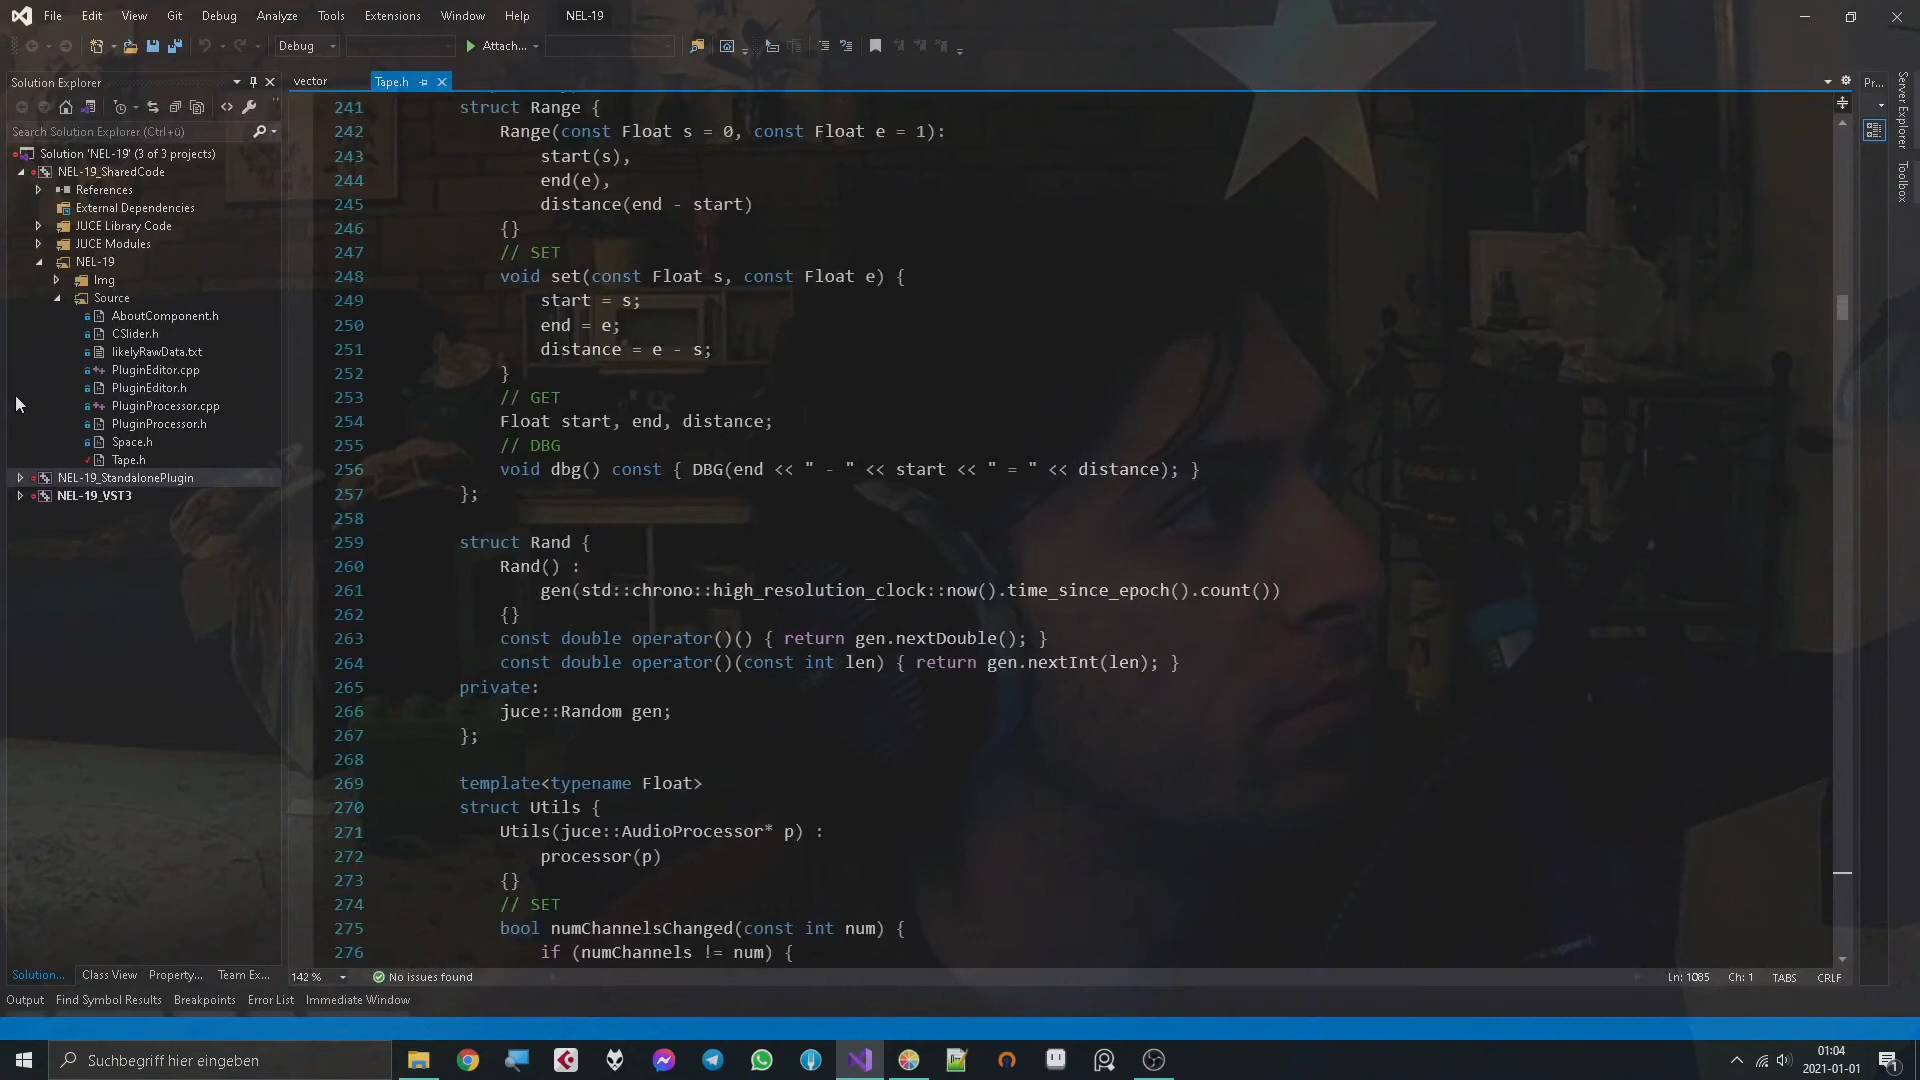 File Edit View Git Debug Analyze Tools Extensions Window Help NEL-19
Debug Attach...
Solution Explorer
vector Tape.h Pr...
Search Solution Explorer (Ctrl+ü)
Solution 'NEL-19' (3 of 3 projects)
NEL-19_SharedCode
References
External Dependencies
JUCE Library Code
JUCE Modules
NEL-19
Img
Source
AboutComponent.h
CSlider.h
likelyRawData.txt
PluginEditor.cpp
PluginEditor.h
PluginProcessor.cpp
PluginProcessor.h
Space.h
Tape.h
NEL-19_StandalonePlugin
NEL-19_VST3
241 struct Range {
242 Range(const Float s = 0, const Float e = 1):
243 start(s),
244 end(e),
245 distance(end - start)
246 {}
247 // SET
248 void set(const Float s, const Float e) {
249 start = s;
250 end = e;
251 distance = e - s;
252 }
253 // GET
254 Float start, end, distance;
255 // DBG
256 void dbg() const { DBG(end << " - " << start << " = " << distance); }
257 };
258
259 struct Rand {
260 Rand() :
261 gen(std::chrono::high_resolution_clock::now().time_since_epoch().count())
262 {}
263 const double operator()() { return gen.nextDouble(); }
264 const double operator()(const int len) { return gen.nextInt(len); }
265 private:
266 juce::Random gen;
267 };
268
269 template<typename Float>
270 struct Utils {
271 Utils(juce::AudioProcessor* p) :
272 processor(p)
273 {}
274 // SET
275 bool numChannelsChanged(const int num) {
276 if (numChannels != num) {
Server Explorer
Toolbox
Solution... Class View Property... Team Ex...
142 % No issues found Ln: 1085 Ch: 1 TABS CRLF
Output Find Symbol Results Breakpoints Error List Immediate Window
Suchbegriff hier eingeben
01:04
2021-01-01
1